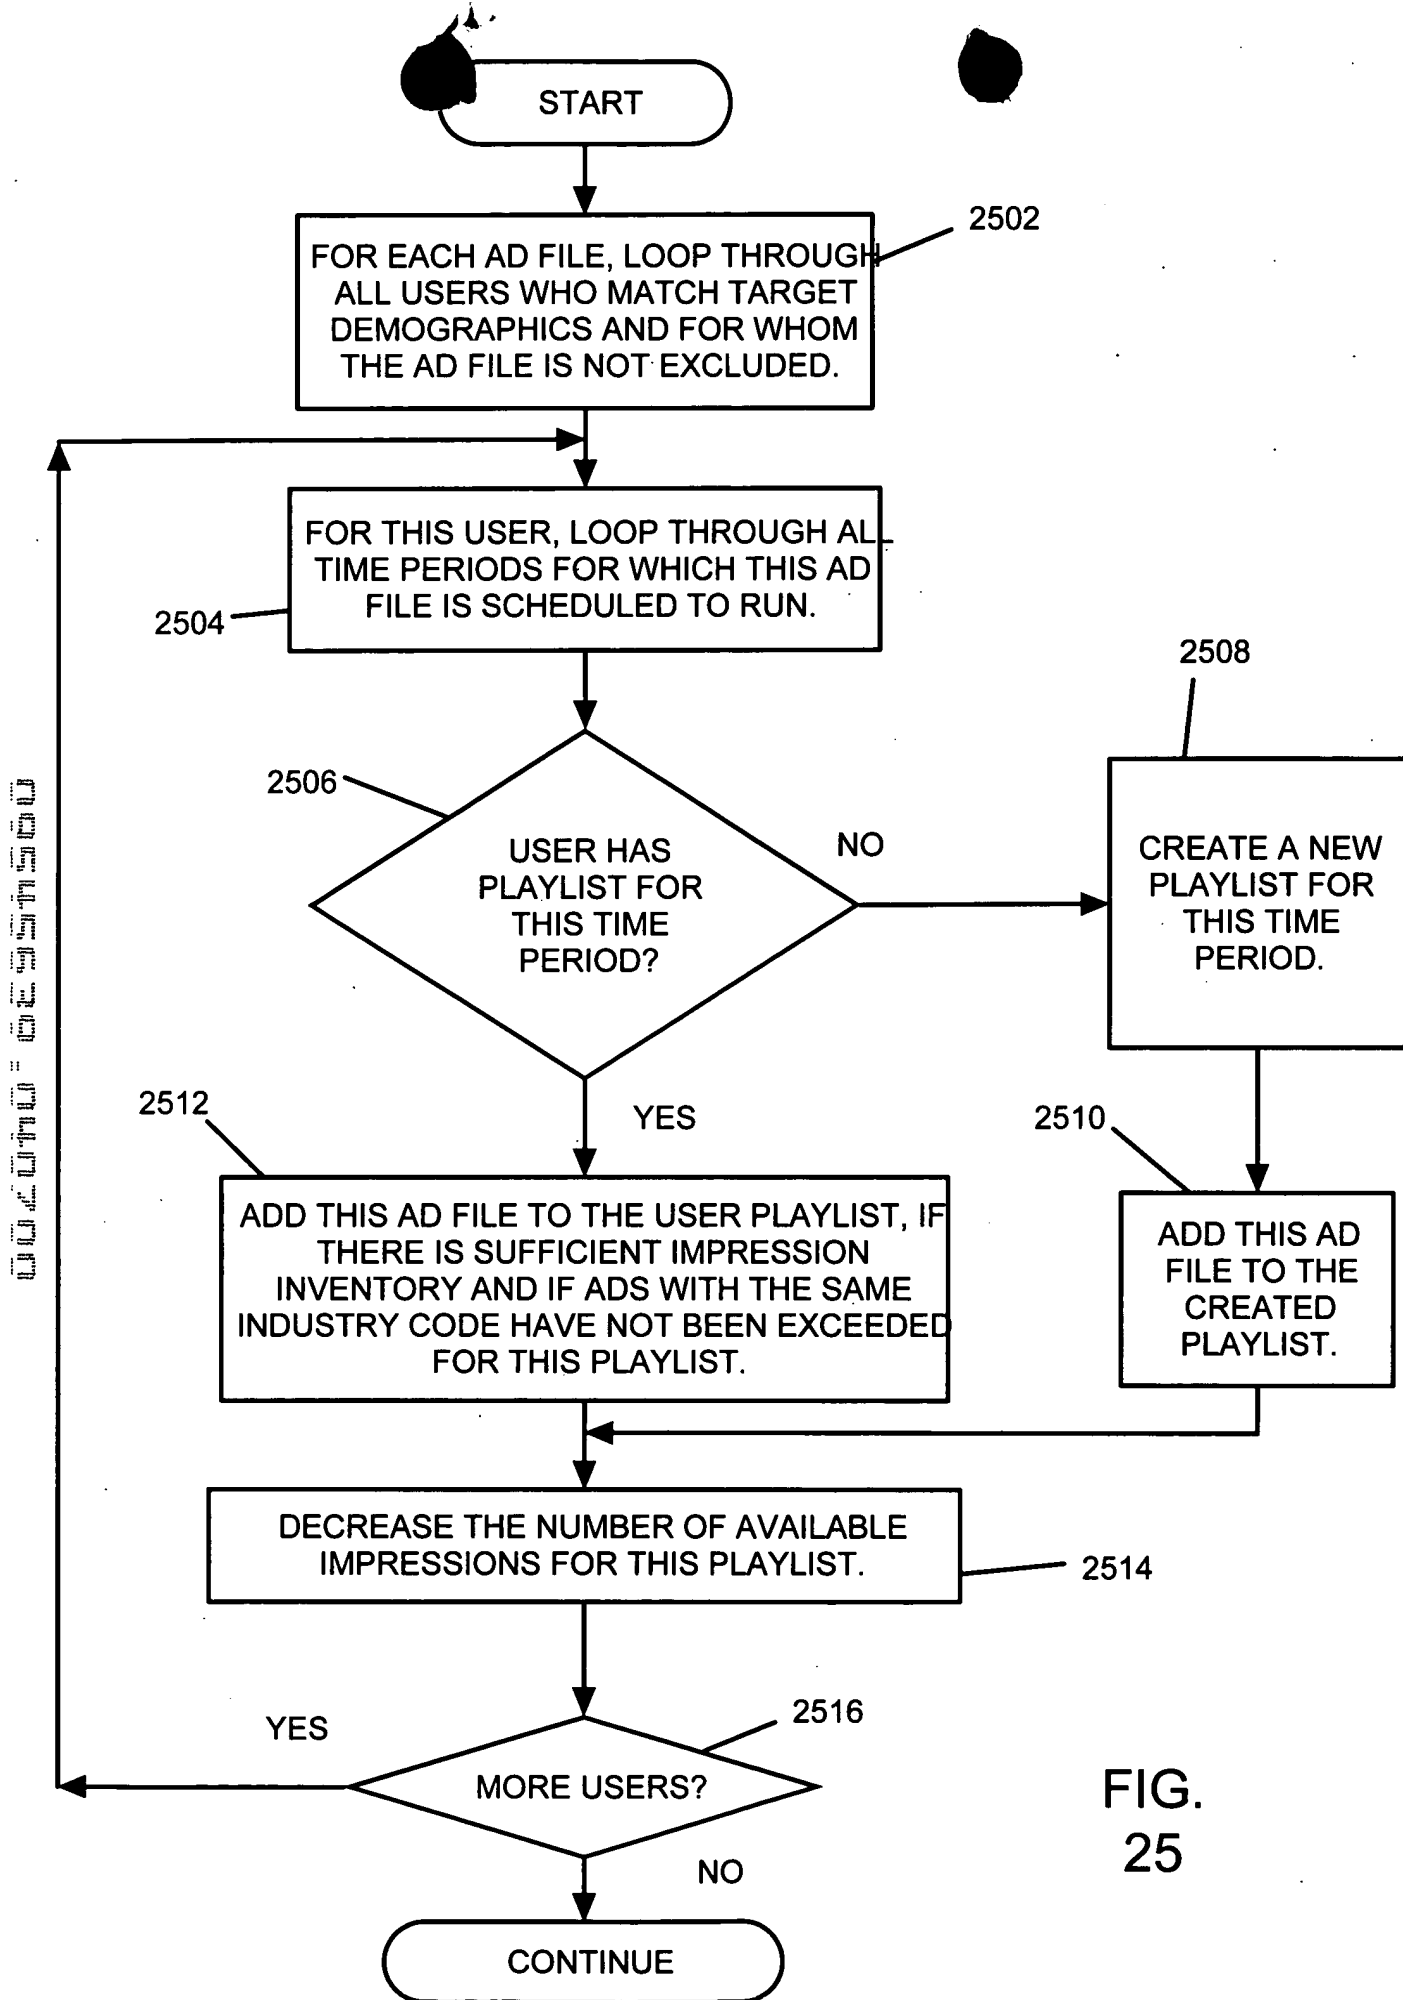 START
2502
FOR EACH AD FILE, LOOP THROUGH
ALL USERS WHO MATCH TARGET
DEMOGRAPHICS AND FOR WHOM
THE AD FILE IS NOT EXCLUDED.
FOR THIS USER, LOOP THROUGH ALL
TIME PERIODS FOR WHICH THIS AD
FILE IS SCHEDULED TO RUN.
2504
2508
2506
USER HAS
PLAYLIST FOR
THIS TIME
PERIOD?
NO
CREATE A NEW
PLAYLIST FOR
THIS TIME
PERIOD.
YES
2512
2510
ADD THIS AD FILE TO THE USER PLAYLIST, IF
THERE IS SUFFICIENT IMPRESSION
INVENTORY AND IF ADS WITH THE SAME
INDUSTRY CODE HAVE NOT BEEN EXCEEDED
FOR THIS PLAYLIST.
ADD THIS AD
FILE TO THE
CREATED
PLAYLIST.
DECREASE THE NUMBER OF AVAILABLE
IMPRESSIONS FOR THIS PLAYLIST.
2514
2516
YES
MORE USERS?
NO
FIG.
25
CONTINUE